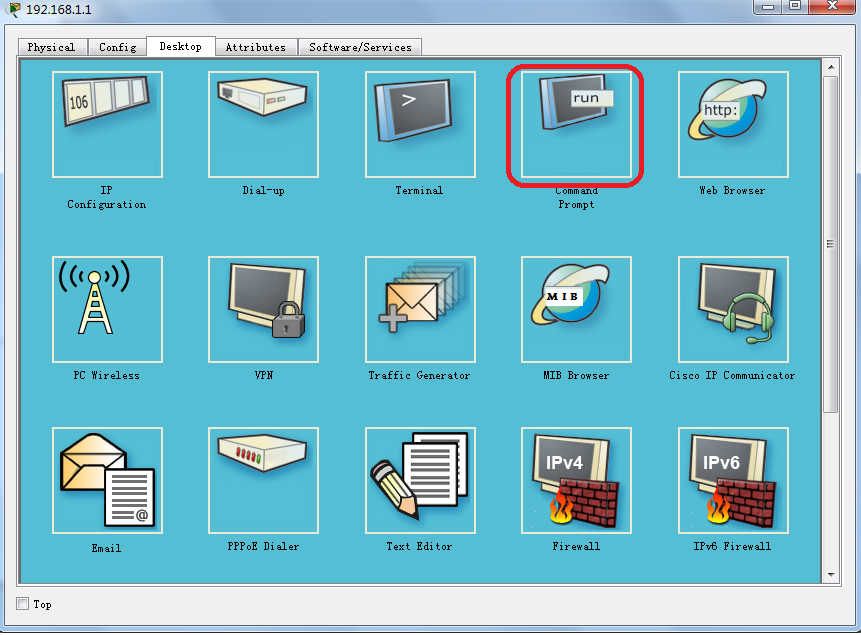 192.168.1.1
Physical Config Desktop Attributes Software/Services
106
>
run
http:
IP
Configuration
Dial-up
Terminal
Command
Prompt
Web Browser
MIB
PC Wireless
VPN
Traffic Generator
MIB Browser
Cisco IP Communicator
@
IPv4
IPv6
Email
PPPoE Dialer
Text Editor
Firewall
IPv6 Firewall
Top